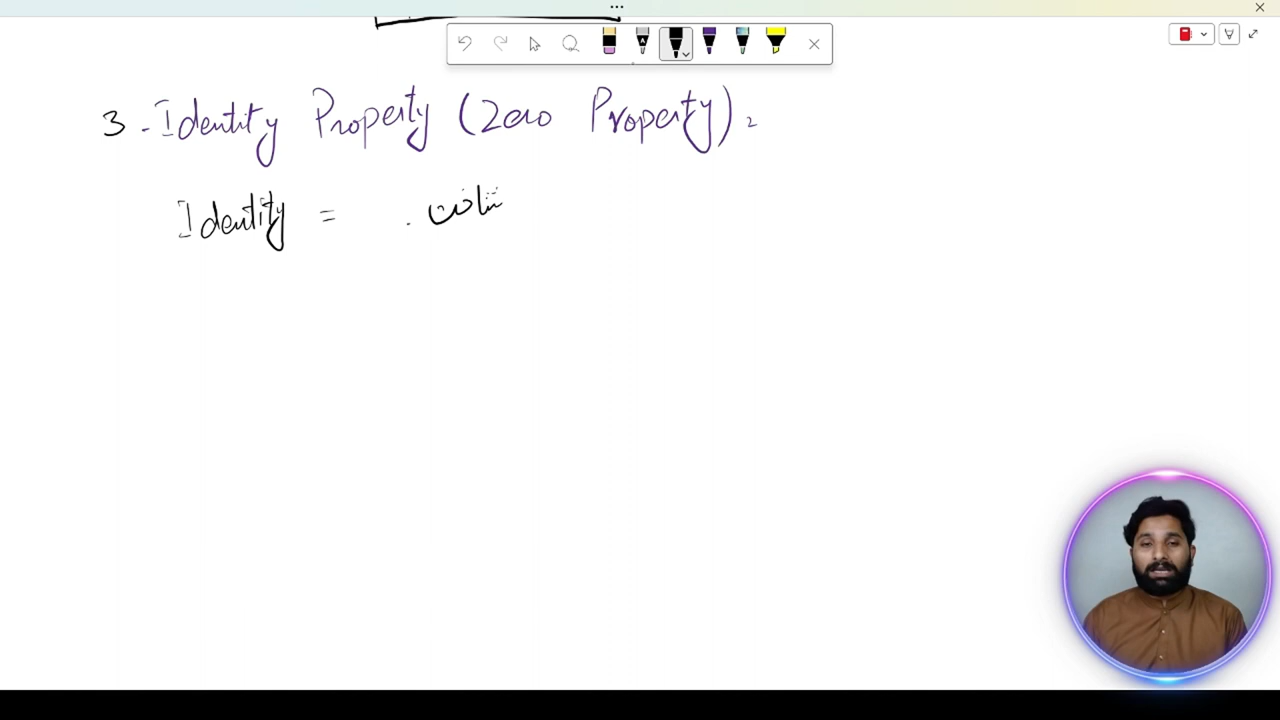 3. Identity Property (Zero Property):
Identity = شناخت